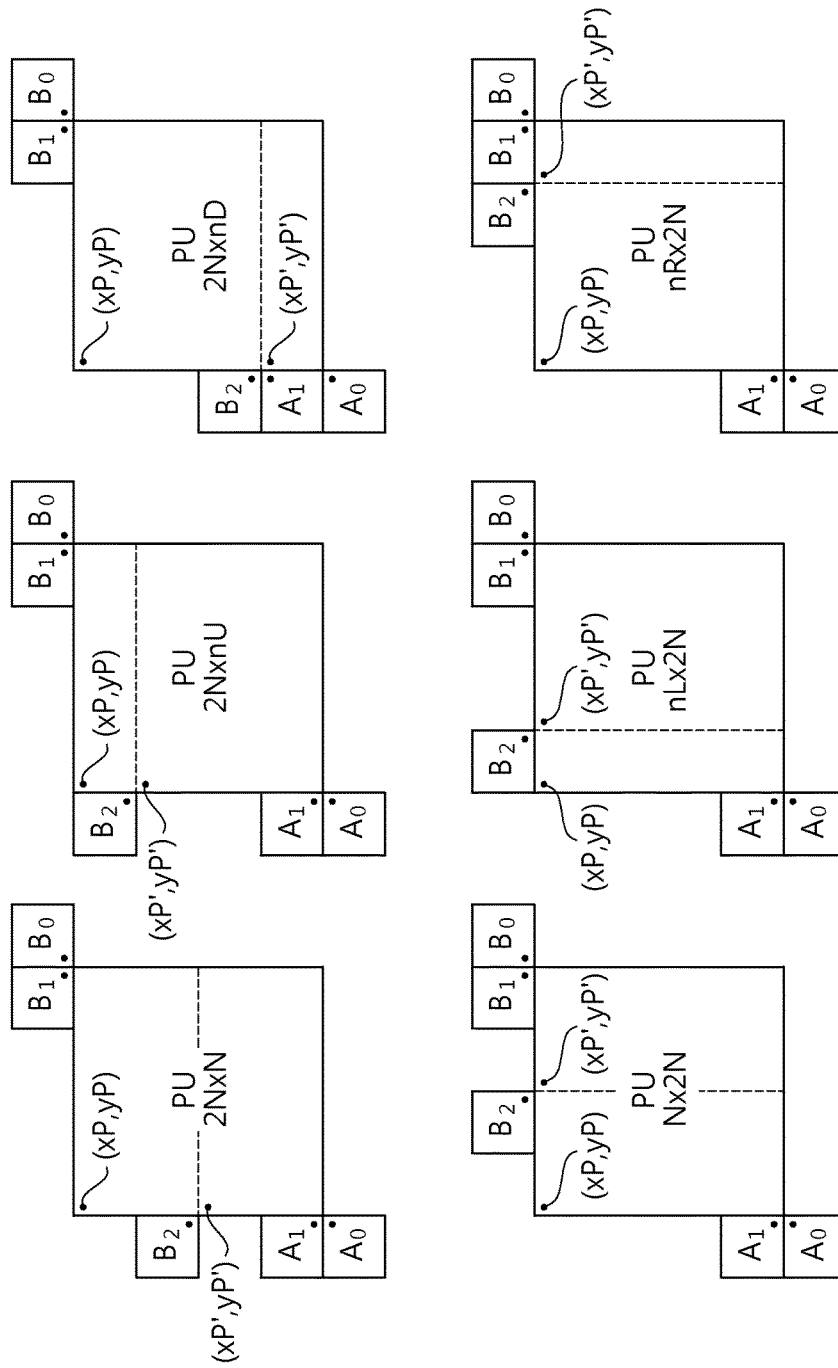 B1
B0
(xP,yP)
B2
PU
2NxN
(xP',yP')
A1
A0
B1
B0
(xP,yP)
B2
(xP',yP')
PU
2NxnU
A1
A0
B1
B0
(xP,yP)
PU
2NxnD
B2
A1
(xP',yP')
A0
B2
B1
B0
(xP,yP)
(xP',yP')
PU
Nx2N
A1
A0
B2
B1
B0
(xP,yP)
(xP',yP')
PU
nLx2N
A1
A0
B2
B1
B0
(xP,yP)
(xP',yP')
PU
nRx2N
A1
A0